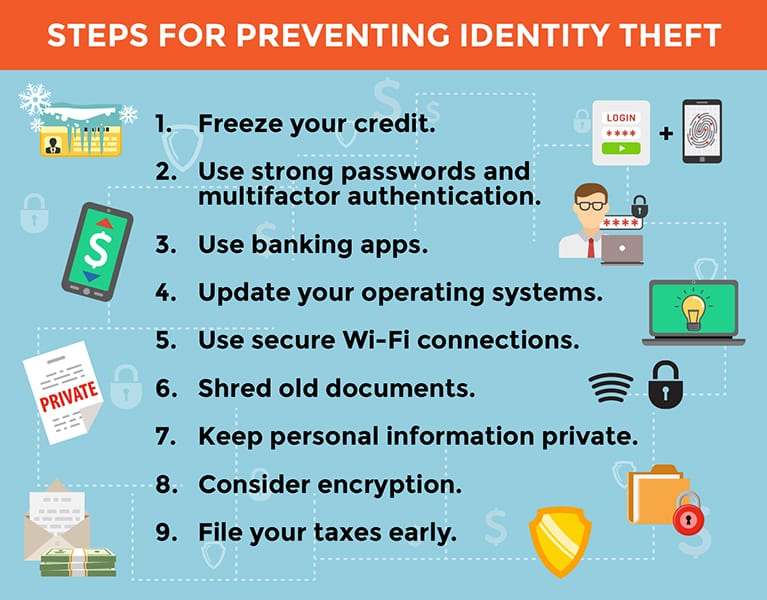 STEPS FOR PREVENTING IDENTITY THEFT
1. Freeze your credit.
LOGIN
****
2. Use strong passwords and
multifactor authentication.
****
3. Use banking apps.
$
4. Update your operating systems.
5. Use secure Wi-Fi connections.
PRIVATE
6. Shred old documents.
7. Keep personal information private.
8. Consider encryption.
9. File your taxes early.